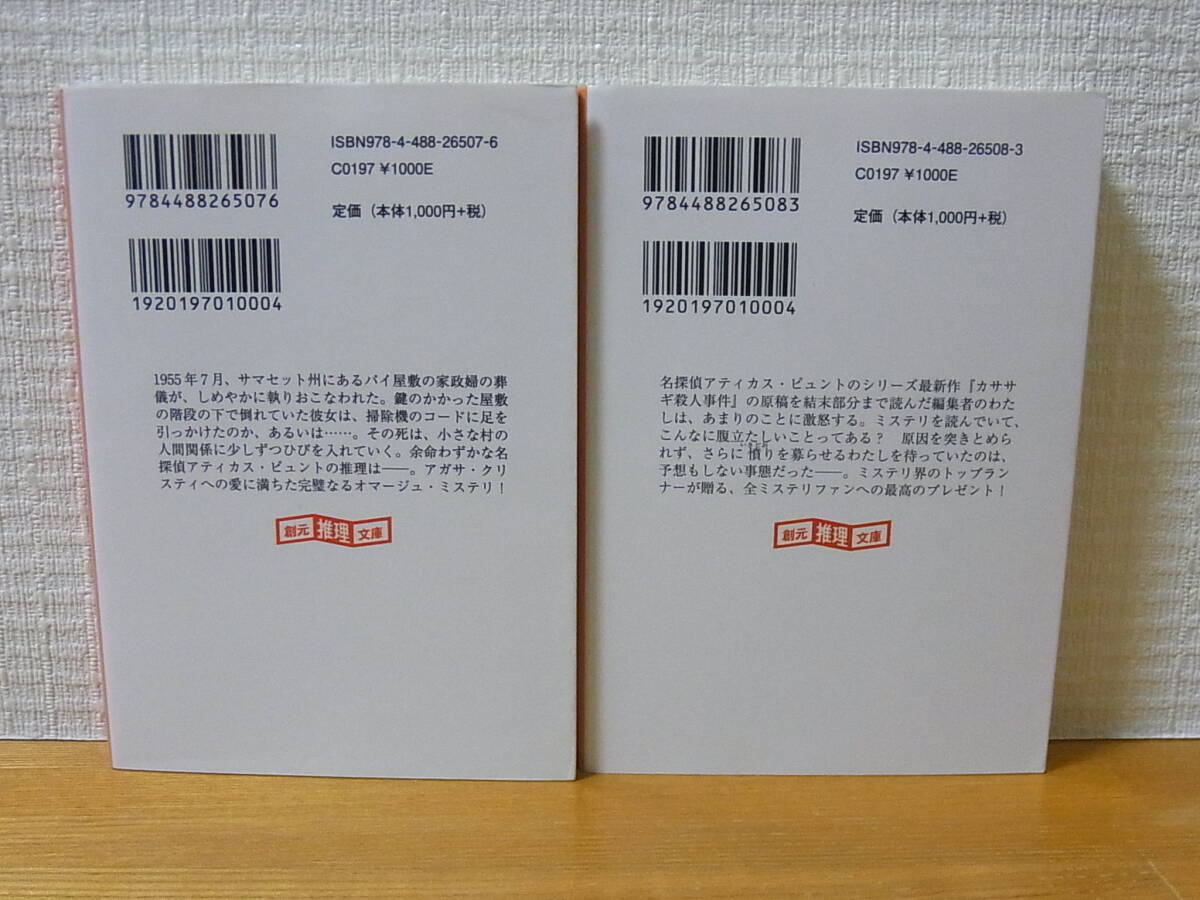 ISBN978-4-488-26507-6
C0197 ¥1000E
9784488265076
定価（本体1,000円+税）
1920197010004
1955年7月、サマセット州にあるパイ屋敷の家政婦の葬
儀が、しめやかに執りおこなわれた。鍵のかかった屋敷
の階段の下で倒れていた彼女は、掃除機のコードに足を
引っかけたのか、あるいは……。その死は、小さな村の
人間関係に少しずつひびを入れていく。余命わずかな名
探偵アティカス・ピュントの推理は——。アガサ・クリ
スティへの愛に満ちた完璧なるオマージュ・ミステリ！
創元 推理 文庫
ISBN978-4-488-26508-3
C0197 ¥1000E
9784488265083
定価（本体1,000円+税）
1920197010004
名探偵アティカス・ピュントのシリーズ最新作『カササ
ギ殺人事件』の原稿を結末部分まで読んだ編集者のわた
しは、あまりのことに激怒する。ミステリを読んでいて、
こんなに腹立たしいことってある？　原因を突きとめら
れず、さらに憤りを募らせるわたしを待っていたのは、
予想もしない事態だった——。ミステリ界のトップラン
ナーが贈る、全ミステリファンへの最高のプレゼント！
創元 推理 文庫